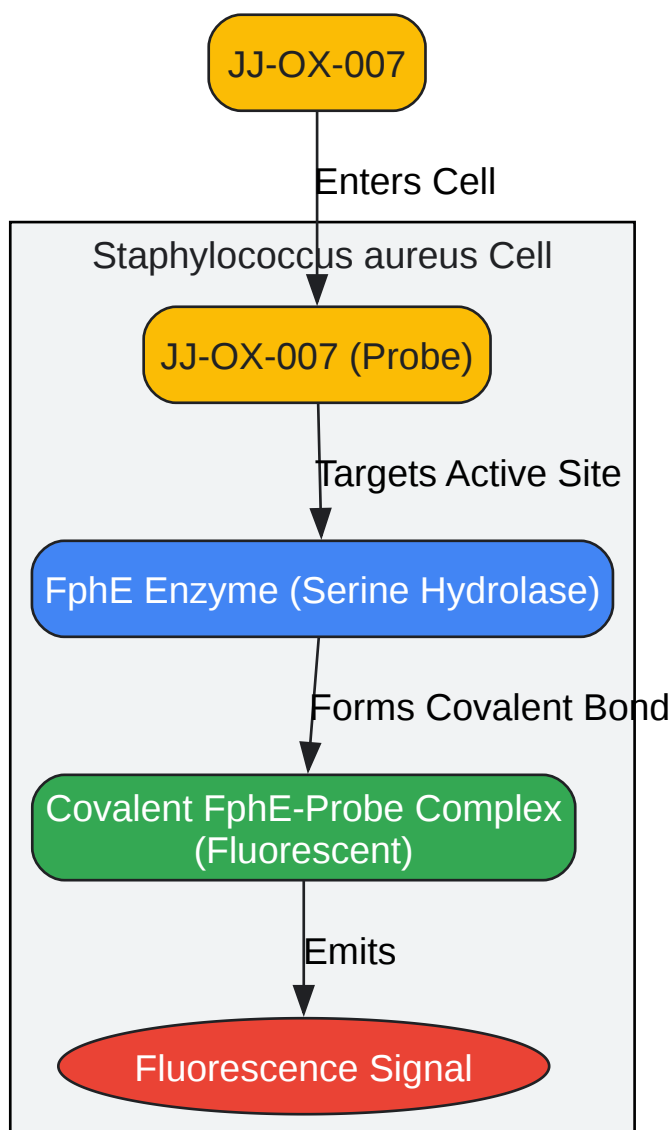 JJ-OX-007
Enters Cell
Staphylococcus aureus Cell
JJ-OX-007 (Probe)
Targets Active Site
FphE Enzyme (Serine Hydrolase)
Forms Covalent Bond
Covalent FphE-Probe Complex
(Fluorescent)
Emits
Fluorescence Signal